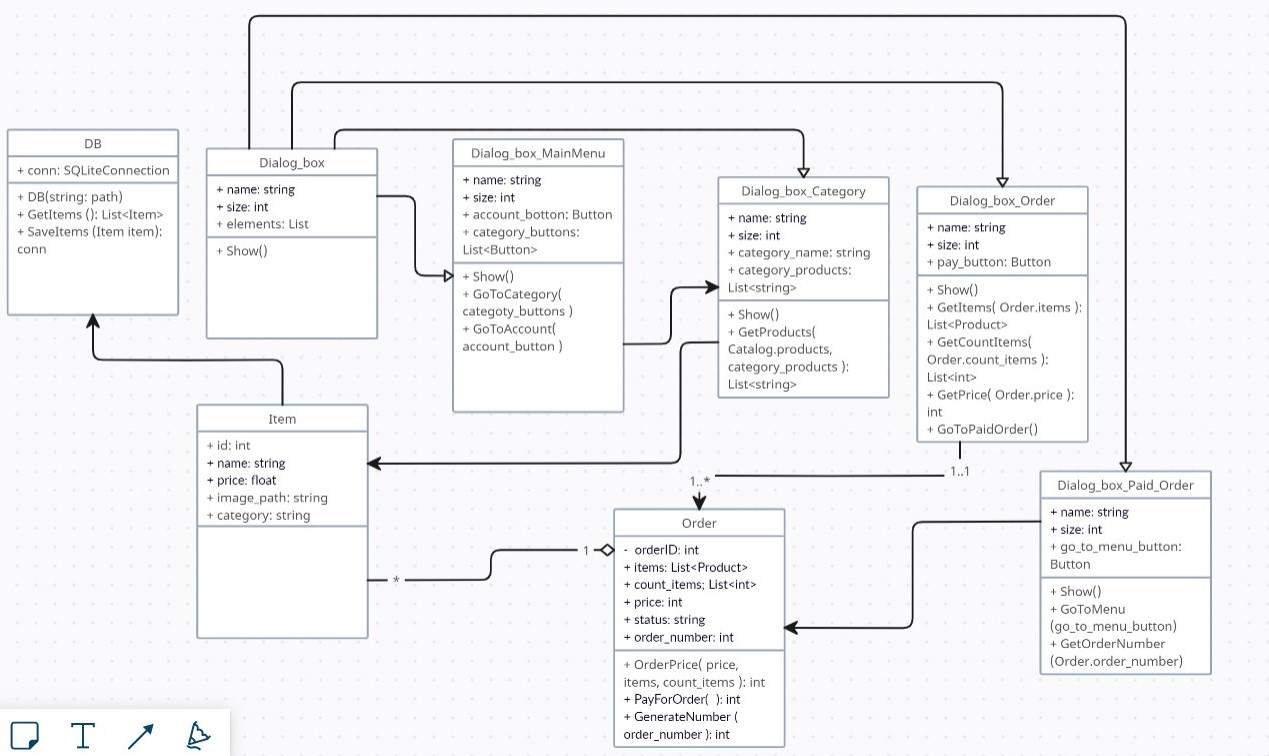 DB
+ conn: SQLiteConnection
+ DB(string: path)
+ GetItems (): List<Item>
+ SaveItems (Item item):
conn
Dialog_box
+ name: string
+ size: int
+ elements: List
+ Show()
Dialog_box_MainMenu
+ name: string
+ size: int
+ account_botton: Button
+ category_buttons:
List<Button>
+ Show()
+ GoToCategory(
categoty_buttons )
+ GoToAccount(
account_button )
Dialog_box_Category
+ name: string
+ size: int
+ category_name: string
+ category_products:
List<string>
+ Show()
+ GetProducts(
Catalog.products,
category_products ):
List<string>
Dialog_box_Order
+ name: string
+ size: int
+ pay_button: Button
+ Show()
+ GetItems( Order.items ):
List<Product>
+ GetCountItems(
Order.count_items ):
List<int>
+ GetPrice( Order.price ):
int
+ GoToPaidOrder()
Item
+ id: int
+ name: string
+ price: float
+ image_path: string
+ category: string
*
1
1..*
1..1
Order
- orderID: int
+ items: List<Product>
+ count_items; List<int>
+ price: int
+ status: string
+ order_number: int
+ OrderPrice( price,
items, count_items ): int
+ PayForOrder( ): int
+ GenerateNumber (
order_number ): int
Dialog_box_Paid_Order
+ name: string
+ size: int
+ go_to_menu_button:
Button
+ Show()
+ GoToMenu
(go_to_menu_button)
+ GetOrderNumber
(Order.order_number)
T